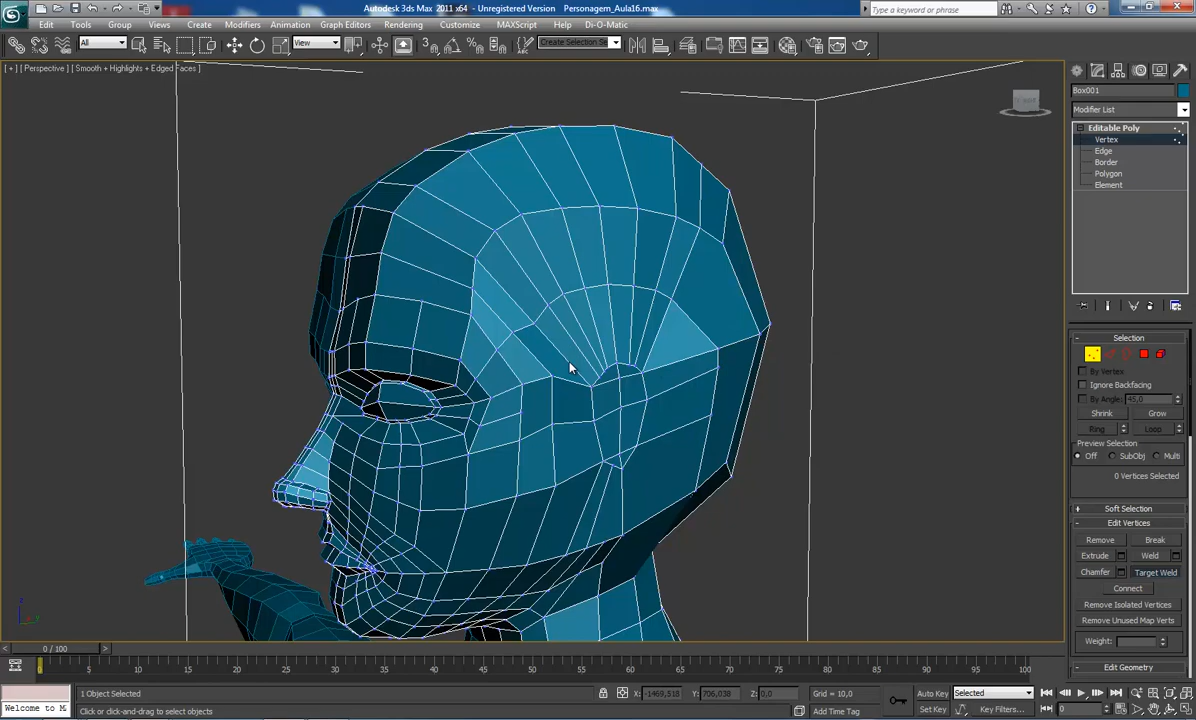 Autodesk 3ds Max 2011 x64 - Unregistered Version Personagem_Aula16.max
Type a keyword or phrase
Edit Tools Group Views Create Modifiers Animation Graph Editors Rendering Customize MAXScript Help Di-O-Matic
All View Create Selection Se
[ + ] [ Perspective ] [ Smooth + Highlights + Edged Faces ]
Box001
Modifier List
Editable Poly
Vertex
Edge
Border
Polygon
Element
Selection
By Vertex
Ignore Backfacing
By Angle: 45,0
Shrink Grow
Ring Loop
Preview Selection
Off SubObj Multi
0 Vertices Selected
Soft Selection
Edit Vertices
Remove Break
Extrude Weld
Chamfer Target Weld
Connect
Remove Isolated Vertices
Remove Unused Map Verts
Weight:
Edit Geometry
0 / 100
0 5 10 15 20 25 30 35 40 45 50 55 60 65 70 75 80 85 90 95 100
1 Object Selected X: -1469,518 Y: 706,038 Z: 0,0 Grid = 10,0 Auto Key Selected
Welcome to M Click or click-and-drag to select objects Add Time Tag Set Key Key Filters... 0